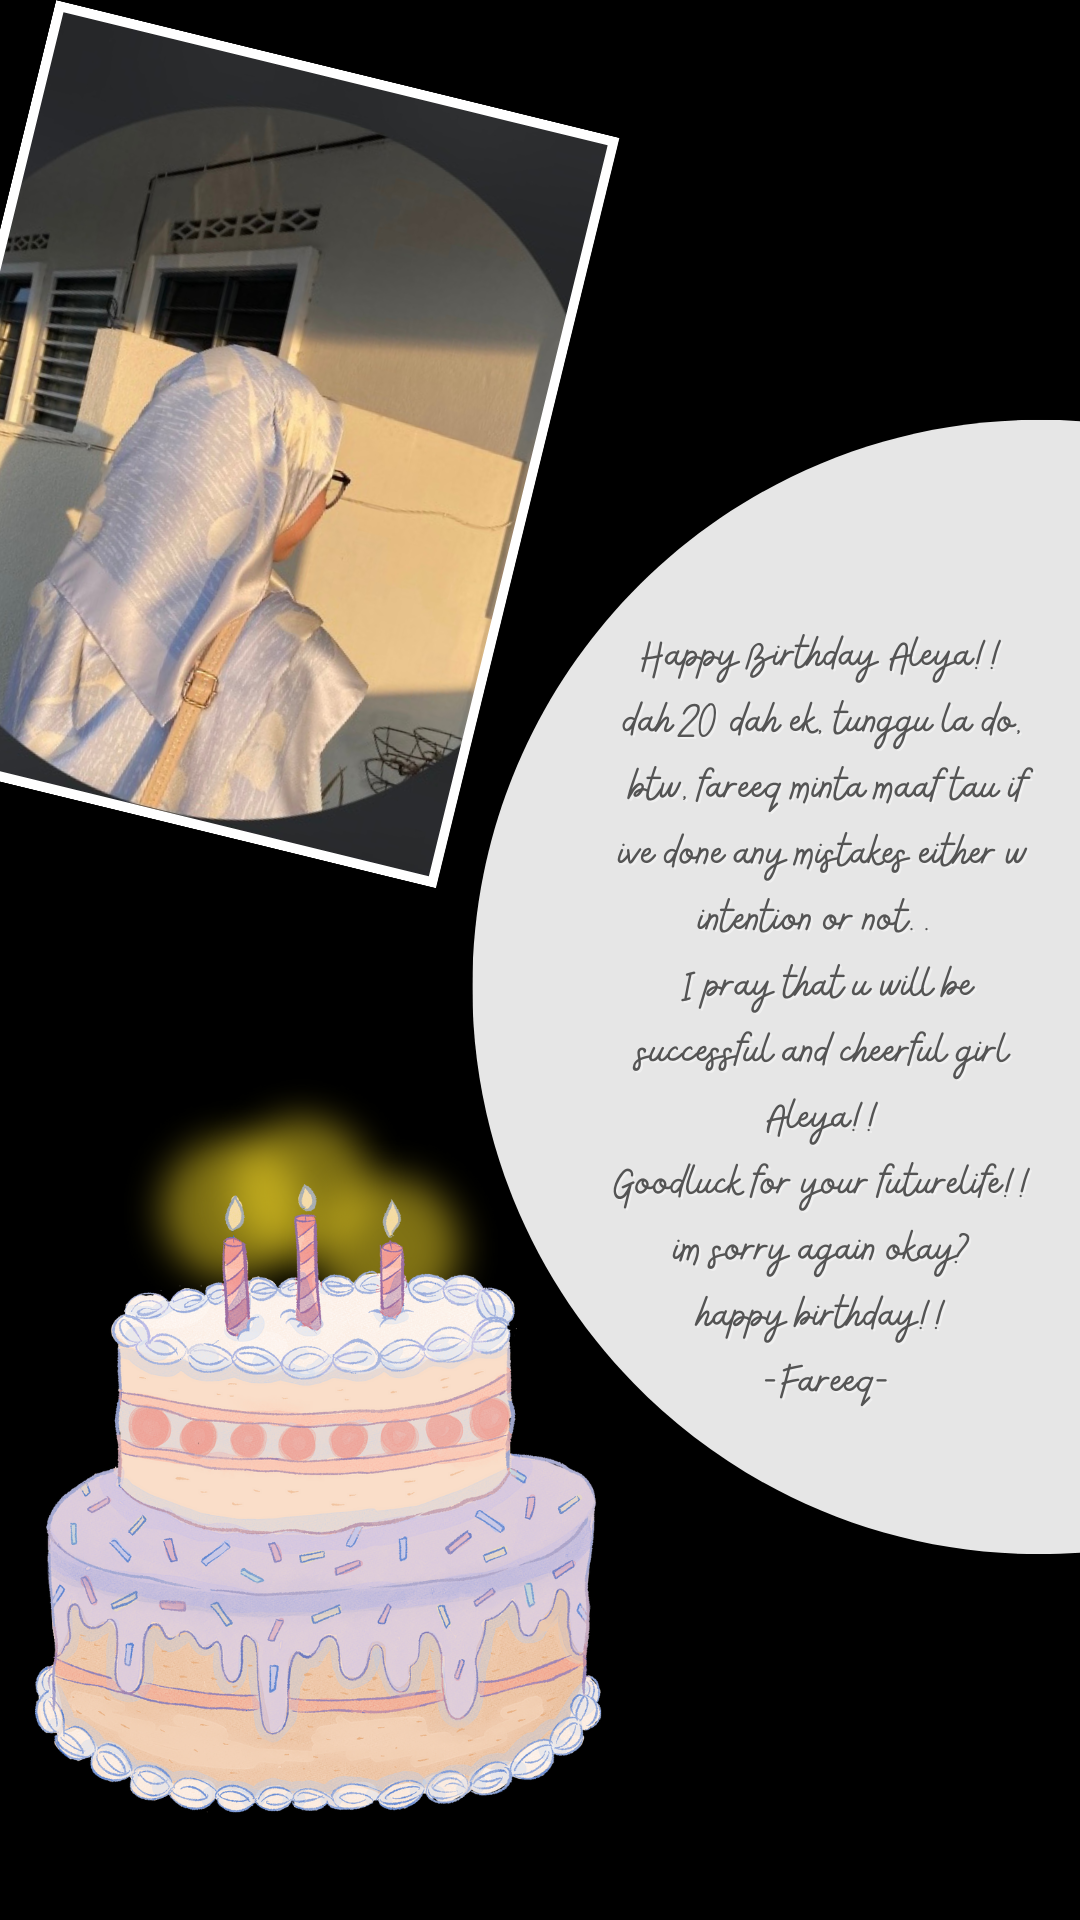 Happy Birthday Aleya!!
dah 20 dah ek, tunggu la do,
btw, fareeq minta maaf tau if
ive done any mistakes either w
intention or not. .
I pray that u will be
successful and cheerful girl
Aleya!!
Goodluck for your futurelife!!
im sorry again okay?
happy birthday!!
-Fareeq-